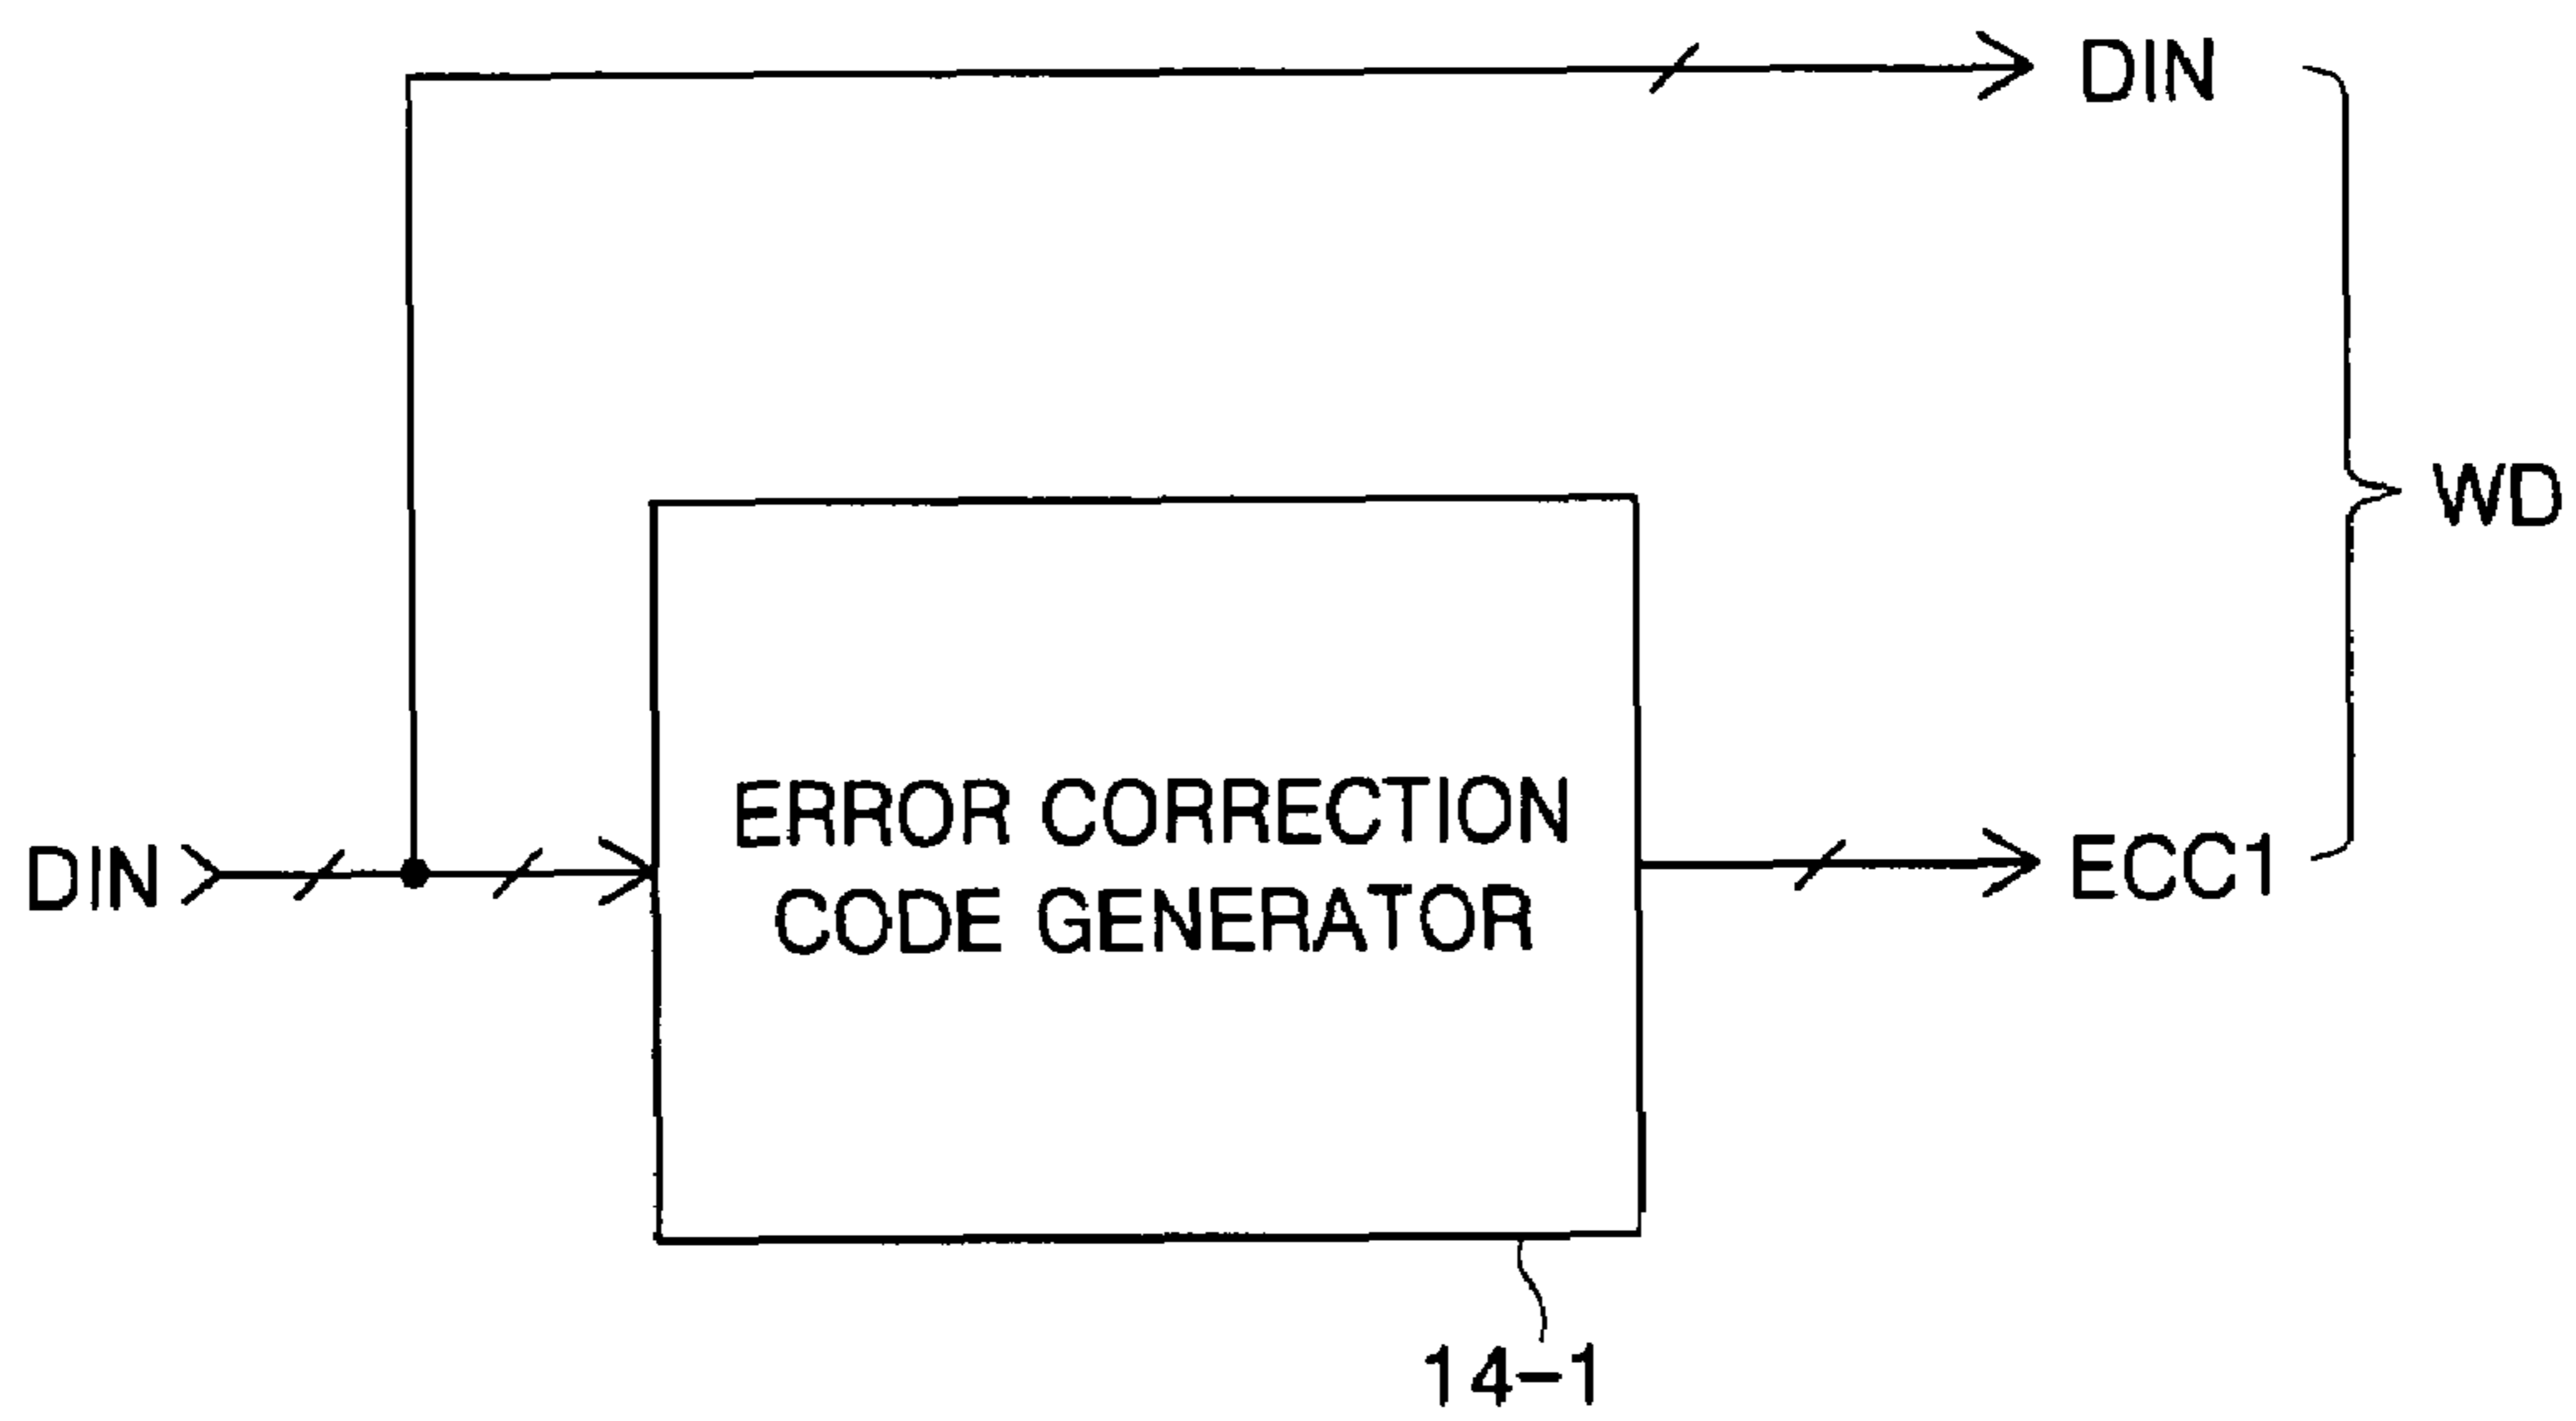 DIN
WD
DIN
ERROR CORRECTION
CODE GENERATOR
ECC1
14-1